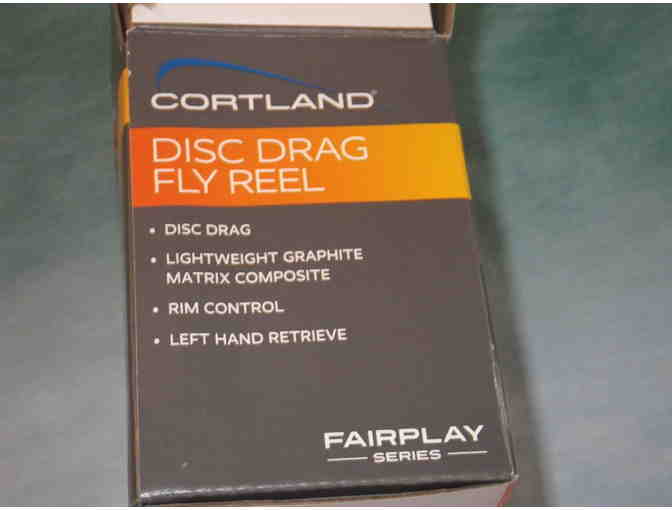 CORTLAND®
DISC DRAG
FLY REEL
• DISC DRAG
• LIGHTWEIGHT GRAPHITE
MATRIX COMPOSITE
• RIM CONTROL
• LEFT HAND RETRIEVE
FAIRPLAY
SERIES